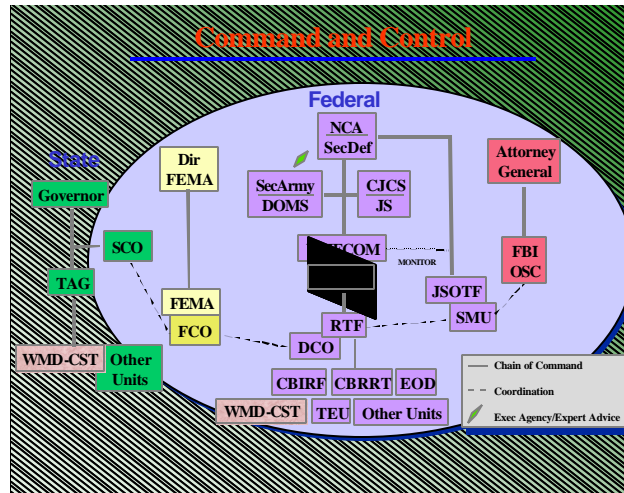 Command and Control
Federal
State
NCA
SecDef
Dir
FEMA
Attorney
General
Governor
SecArmy
DOMS
CJCS
JS
SCO
MONITOR
FBI
OSC
TAG
JSOTF
SMU
FEMA
FCO
RTF
DCO
WMD-CST
Other
Units
CBIRF
CBRRT
EOD
WMD-CST
TEU
Other Units
Chain of Command
Coordination
Exec Agency/Expert Advice